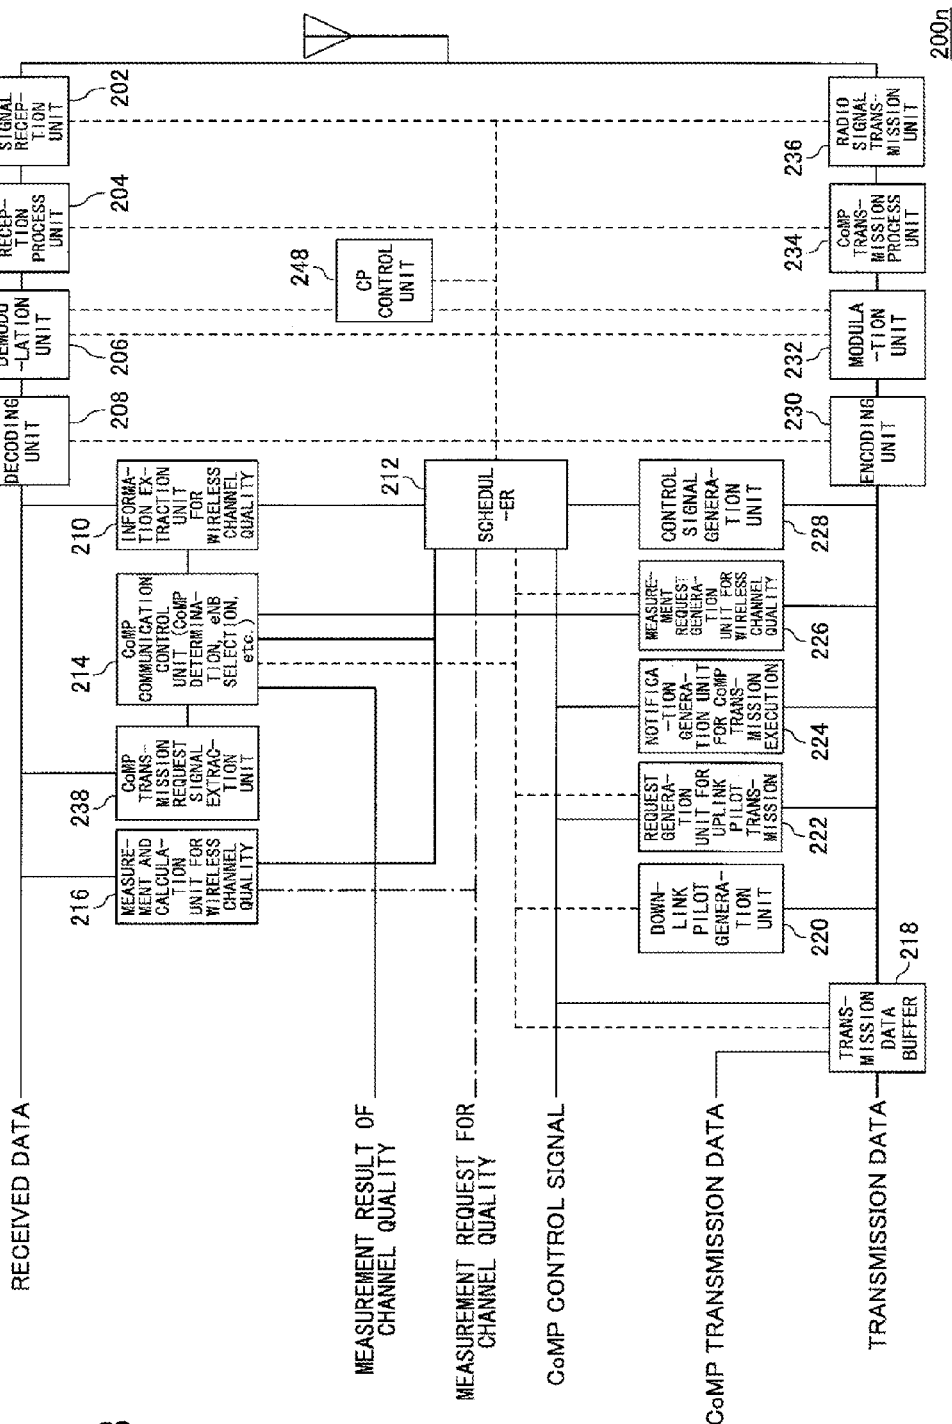 SIGNAL
RECEP-
TION
UNIT
202
RECEP-
TION
PROCESS
UNIT
204
DEMODU
-LATION
UNIT
206
DECODING
UNIT
208
INFORMA-
TION EX-
TRACTION
UNIT
FOR
WIRELESS
CHANNEL
QUALITY
210
CoMP
COMMUNICATION
CONTROL
UNIT (CoMP
DETERMINA-
TION, eNB
SELECTION,
etc.)
214
CoMP
TRANS-
MISSION
REQUEST
SIGNAL
EXTRAC-
TION
UNIT
238
MEASURE-
MENT AND
CALCULA-
TION
UNIT FOR
WIRELESS
CHANNEL
QUALITY
216
RECEIVED DATA
CP
CONTROL
UNIT
248
SCHEDUL
-ER
212
MEASUREMENT RESULT OF
CHANNEL QUALITY
MEASUREMENT REQUEST FOR
CHANNEL QUALITY
CoMP CONTROL SIGNAL
CoMP TRANSMISSION DATA
TRANSMISSION DATA
TRANS-
MISSION
DATA
BUFFER
218
DOWN-
LINK
PILOT
GENERA-
TION
UNIT
220
REQUEST
GENERA-
TION
UNIT FOR
UPLINK
PILOT
TRANS-
MISSION
222
NOTIFICA
-TION
GENERA-
TION UNIT
FOR CoMP
TRANS-
MISSION
EXECUTION
224
MEASURE-
MENT
REQUEST
GENERA-
TION
UNIT FOR
WIRELESS
CHANNEL
QUALITY
226
CONTROL
SIGNAL
GENERA-
TION
UNIT
228
ENCODING
UNIT
230
MODULA
-TION
UNIT
232
CoMP
TRANS-
MISSION
PROCESS
UNIT
234
RADIO
SIGNAL
TRANS-
MISSION
UNIT
236
200n